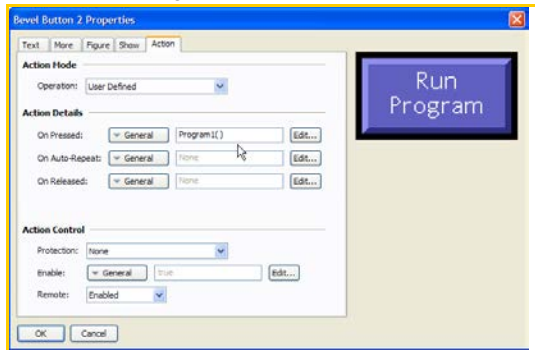 Bevel Button 2 Properties
Text More Figure Show Action
Action Mode
Operation: User Defined
Action Details
On Pressed: General Program1() Edit...
On Auto-Repeat: General None Edit...
On Released: General None Edit...
Action Control
Protection: None
Enable: General true Edit...
Remote: Enabled
OK Cancel
Run
Program